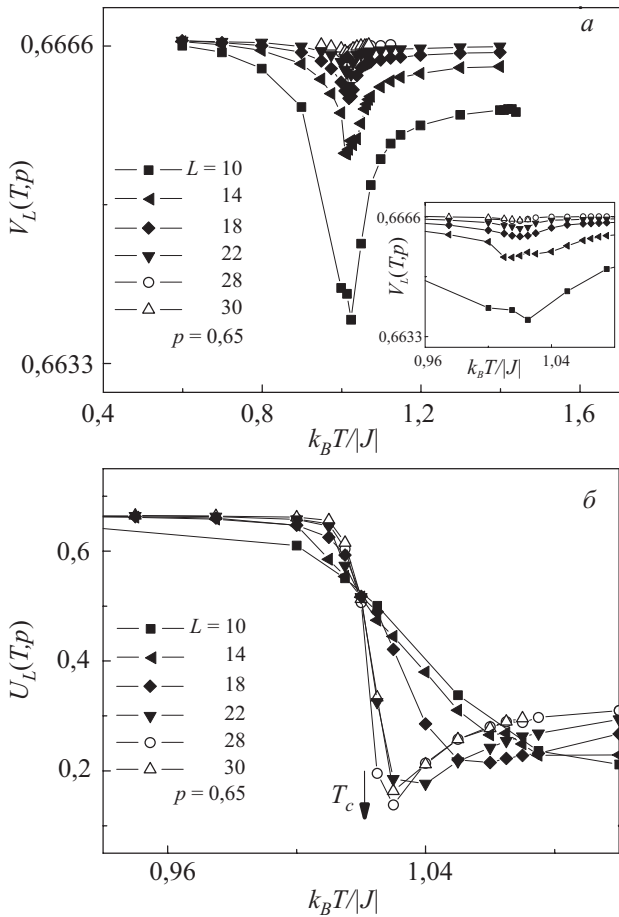 а
0,6666
V_L(T,p)
L = 10
14
18
22
28
30
p = 0,65
0,6633
0,4 0,8 1,2 1,6
k_BT/|J|
0,6666
V_L(T,p)
0,6633
0,96 1,04
k_BT/|J|
б
0,6
U_L(T,p)
0,4
L = 10
14
18
22
28
30
p = 0,65
0,2
T_c
0,96 1,04
k_BT/|J|